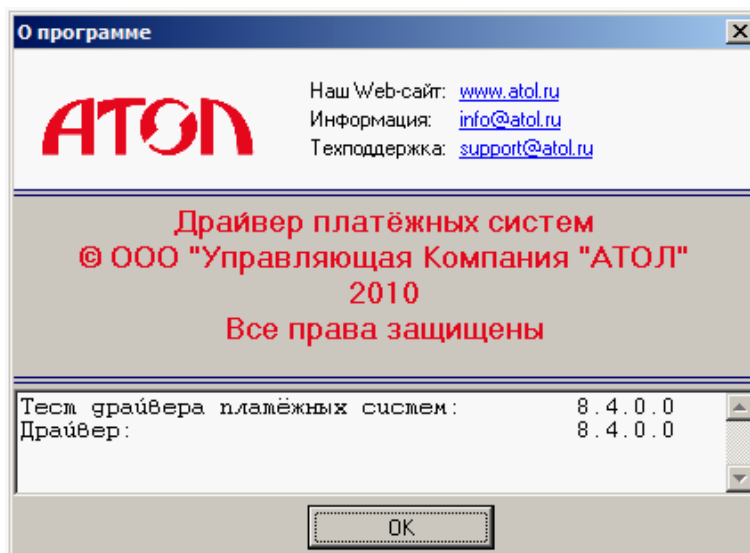 О программе
АТОЛ
Наш Web-сайт: www.atol.ru
Информация: info@atol.ru
Техподдержка: support@atol.ru
Драйвер платёжных систем
© ООО "Управляющая Компания "АТОЛ"
2010
Все права защищены
Тест драйвера платёжных систем: 8.4.0.0
Драйвер: 8.4.0.0
OK